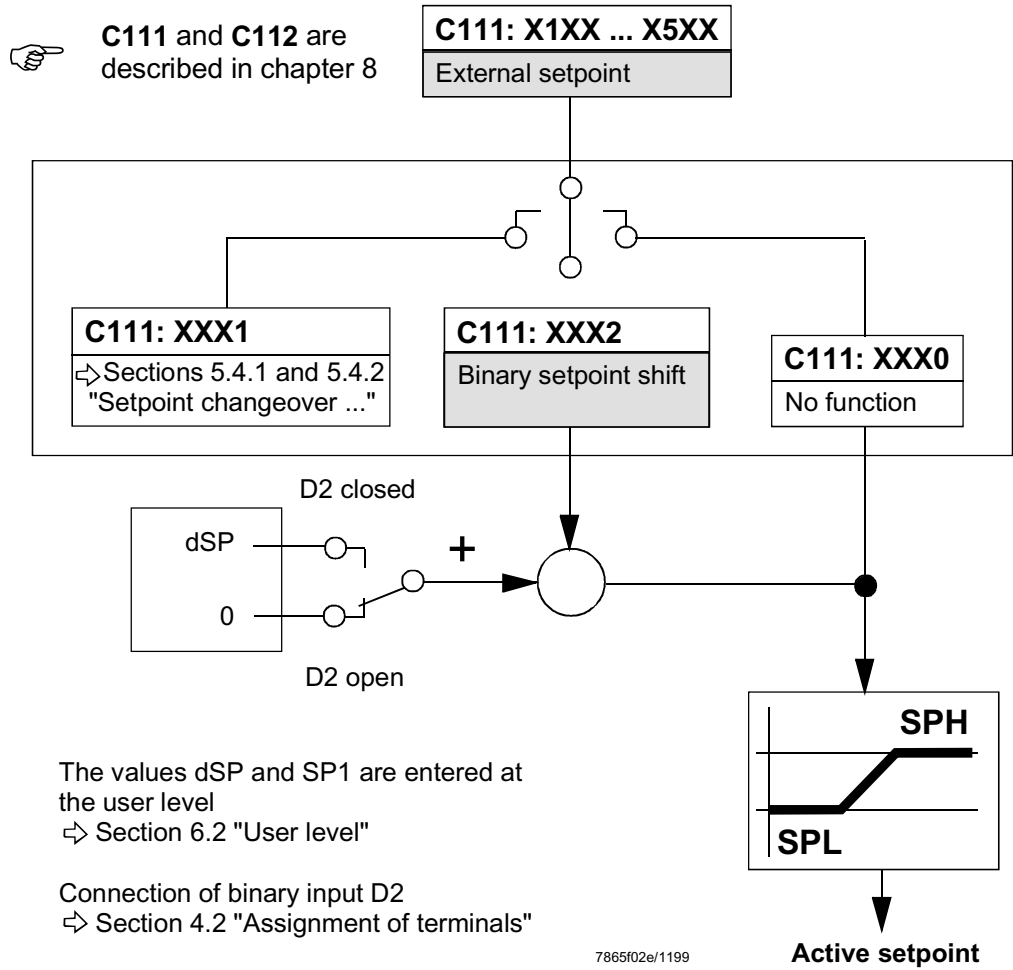 C111 and C112 are
described in chapter 8
C111: X1XX ... X5XX
External setpoint
C111: XXX1
⇨ Sections 5.4.1 and 5.4.2
"Setpoint changeover ..."
C111: XXX2
Binary setpoint shift
C111: XXX0
No function
D2 closed
dSP
+
0
D2 open
SPH
SPL
The values dSP and SP1 are entered at
the user level
⇨ Section 6.2 "User level"
Connection of binary input D2
⇨ Section 4.2 "Assignment of terminals"
7865f02e/1199
Active setpoint